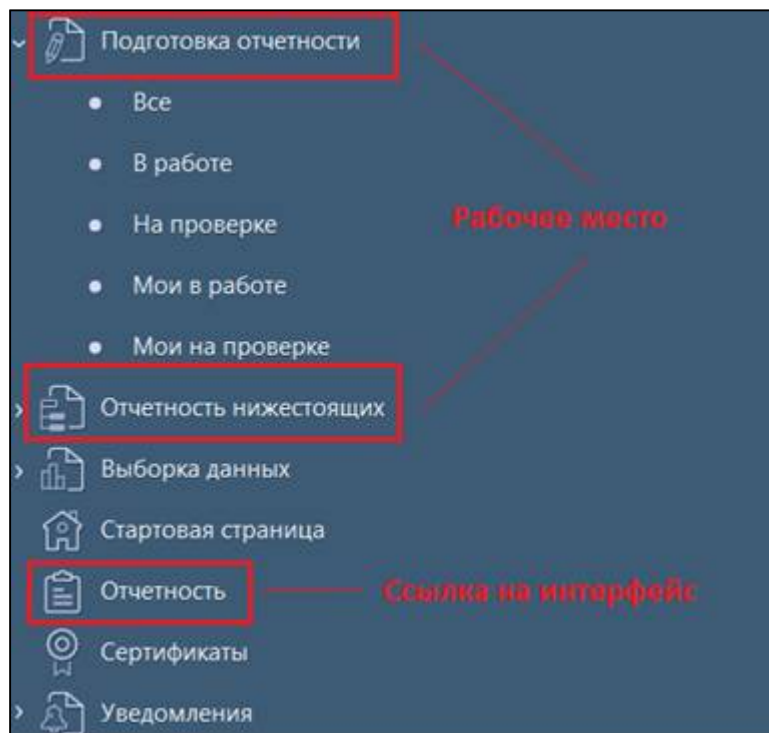 Подготовка отчетности
Все
В работе
На проверке
Рабочее место
Мои в работе
Мои на проверке
Отчетность нижестоящих
Выборка данных
Стартовая страница
Отчетность
Ссылка на интерфейс
Сертификаты
Уведомления